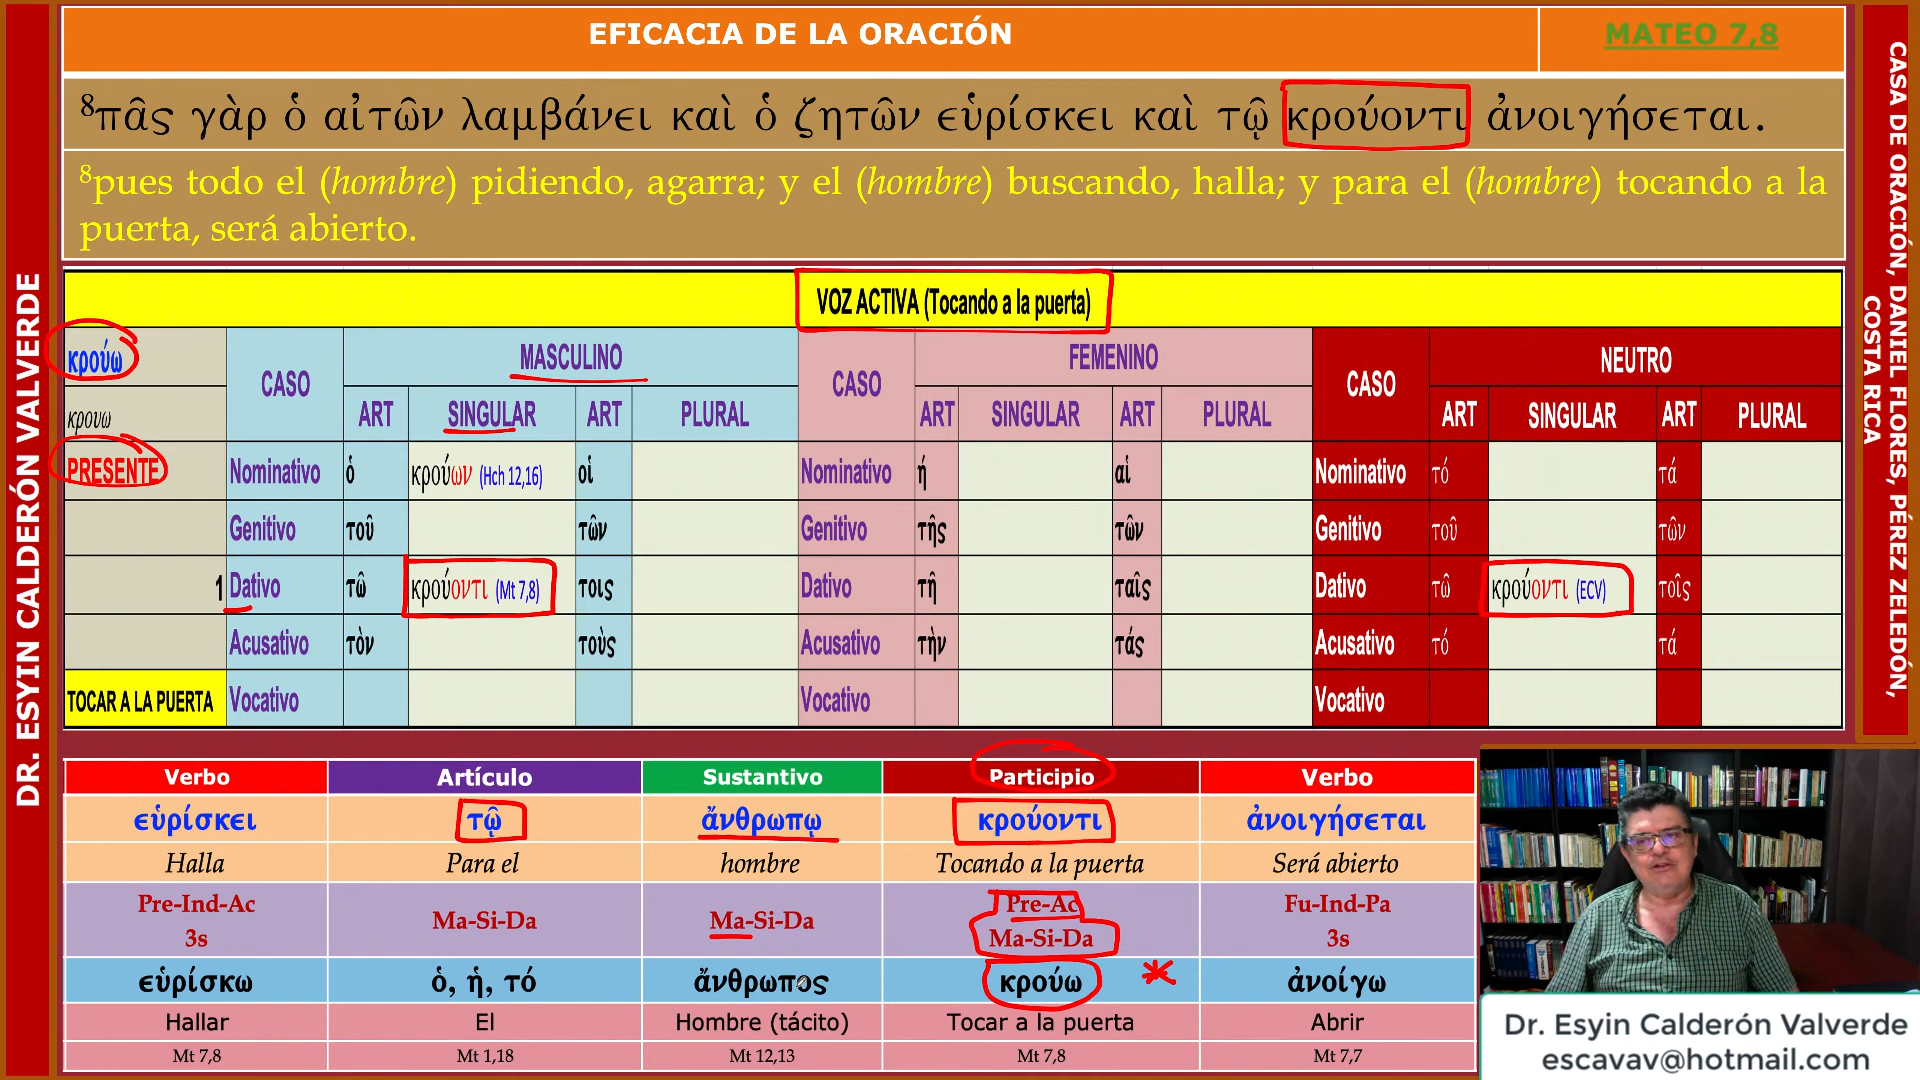 EFICACIA DE LA ORACIÓN
MATEO 7,8
⁸πᾶς γὰρ ὁ αἰτῶν λαμβάνει καὶ ὁ ζητῶν εὑρίσκει καὶ τῷ κρούοντι ἀνοιγήσεται.
⁸pues todo el (hombre) pidiendo, agarra; y el (hombre) buscando, halla; y para el (hombre) tocando a la
puerta, será abierto.
DR. ESYIN CALDERÓN VALVERDE
CASA DE ORACIÓN, DANIEL FLORES, PÉREZ ZELEDÓN,
COSTA RICA
VOZ ACTIVA (Tocando a la puerta)
κρούω CASO MASCULINO CASO FEMENINO CASO NEUTRO
κρουω ART SINGULAR ART PLURAL ART SINGULAR ART PLURAL ART SINGULAR ART PLURAL
PRESENTE Nominativo ὁ κρούων (Hch 12,16) οἱ Nominativo ἡ αἱ Nominativo τό τά
Genitivo τοῦ τῶν Genitivo τῆς τῶν Genitivo τοῦ τῶν
1 Dativo τῶ κρούοντι (Mt 7,8) τοις Dativo τῆ ταῖς Dativo τῶ κρούοντι (ECV) τοῖς
Acusativo τὸν τοὺς Acusativo τὴν τάς Acusativo τό τά
TOCAR A LA PUERTA Vocativo Vocativo Vocativo
Verbo Artículo Sustantivo Participio Verbo
εὑρίσκει τῷ ἄνθρωπῳ κρούοντι ἀνοιγήσεται
Halla Para el hombre Tocando a la puerta Será abierto
Pre-Ind-Ac 3s Ma-Si-Da Ma-Si-Da Pre-Ac Ma-Si-Da Fu-Ind-Pa 3s
εὑρίσκω ὁ, ἡ, τό ἄνθρωπος κρούω ἀνοίγω
Hallar El Hombre (tácito) Tocar a la puerta Abrir
Mt 7,8 Mt 1,18 Mt 12,13 Mt 7,8 Mt 7,7
Dr. Esyin Calderón Valverde
escavav@hotmail.com